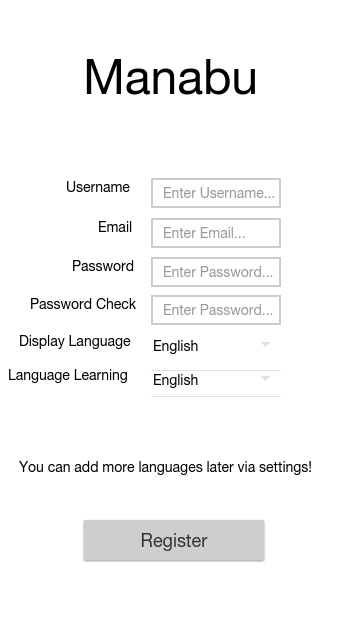 Manabu
Username
Enter Username...
Email
Enter Email...
Password
Enter Password...
Password Check
Enter Password...
Display Language
English
Language Learning
English
You can add more languages later via settings!
Register